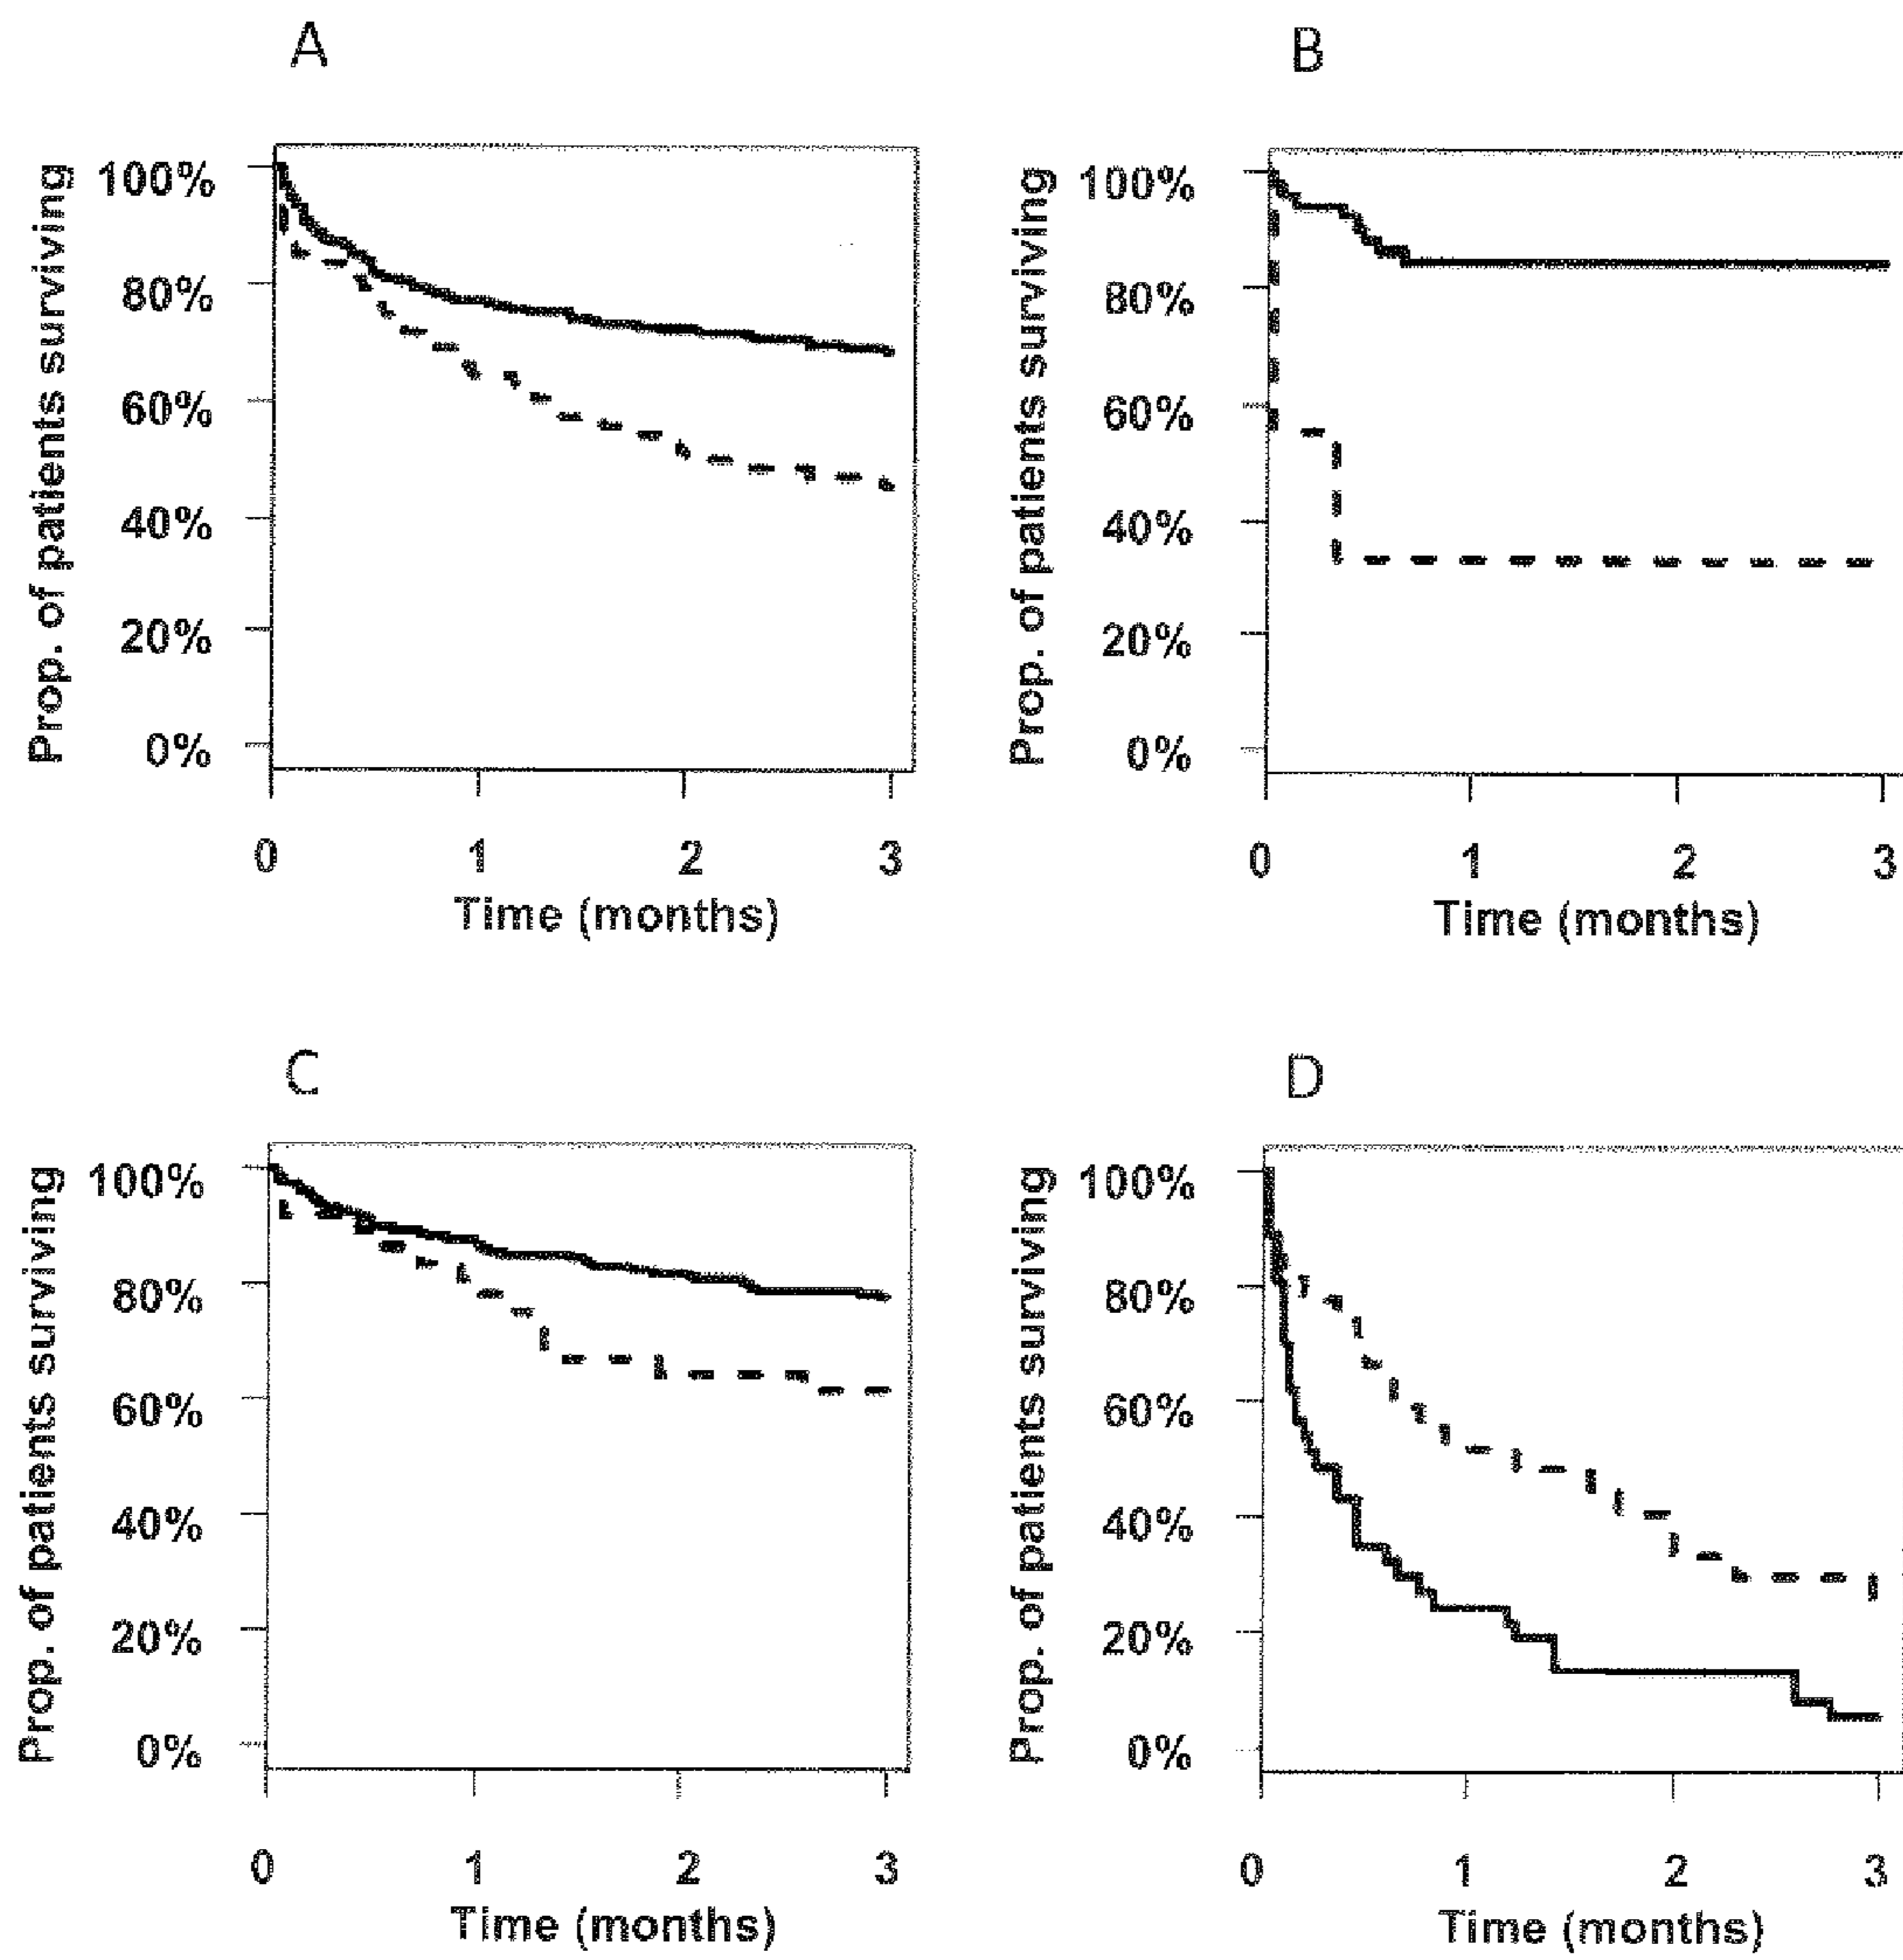 A
Prop. of patients surviving
100%
80%
60%
40%
20%
0%
0 1 2 3
Time (months)
B
Prop. of patients surviving
100%
80%
60%
40%
20%
0%
0 1 2 3
Time (months)
C
Prop. of patients surviving
100%
80%
60%
40%
20%
0%
0 1 2 3
Time (months)
D
Prop. of patients surviving
100%
80%
60%
40%
20%
0%
0 1 2 3
Time (months)